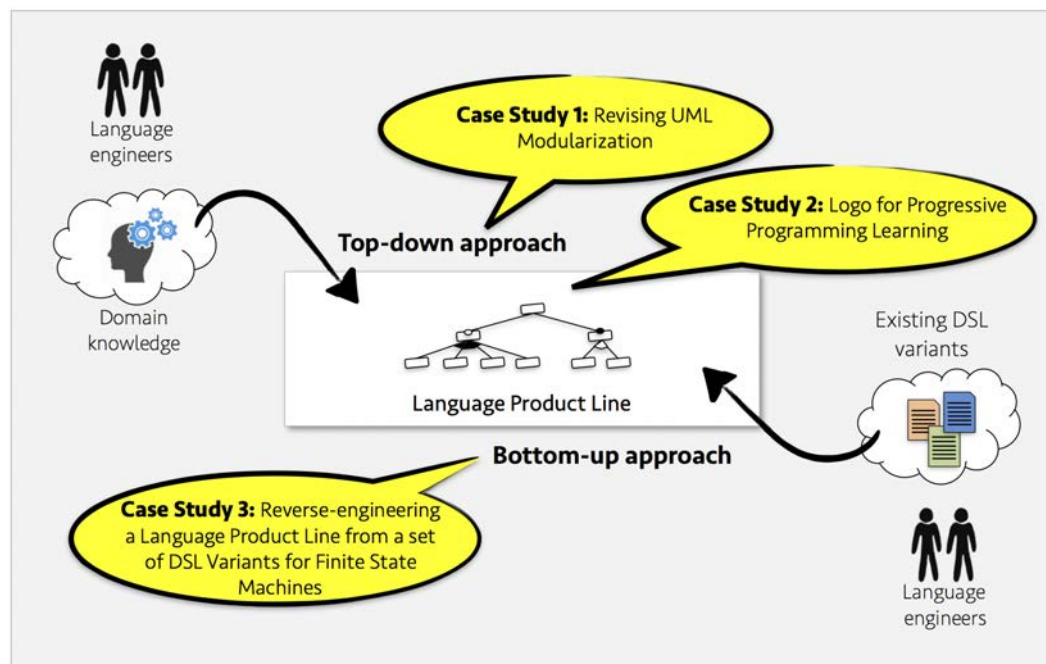 Language
engineers
Case Study 1: Revising UML
Modularization
Case Study 2: Logo for Progressive
Programming Learning
Top-down approach
Domain
knowledge
Existing DSL
variants
Language Product Line
Bottom-up approach
Case Study 3: Reverse-engineering
a Language Product Line from a set
of DSL Variants for Finite State
Machines
Language
engineers